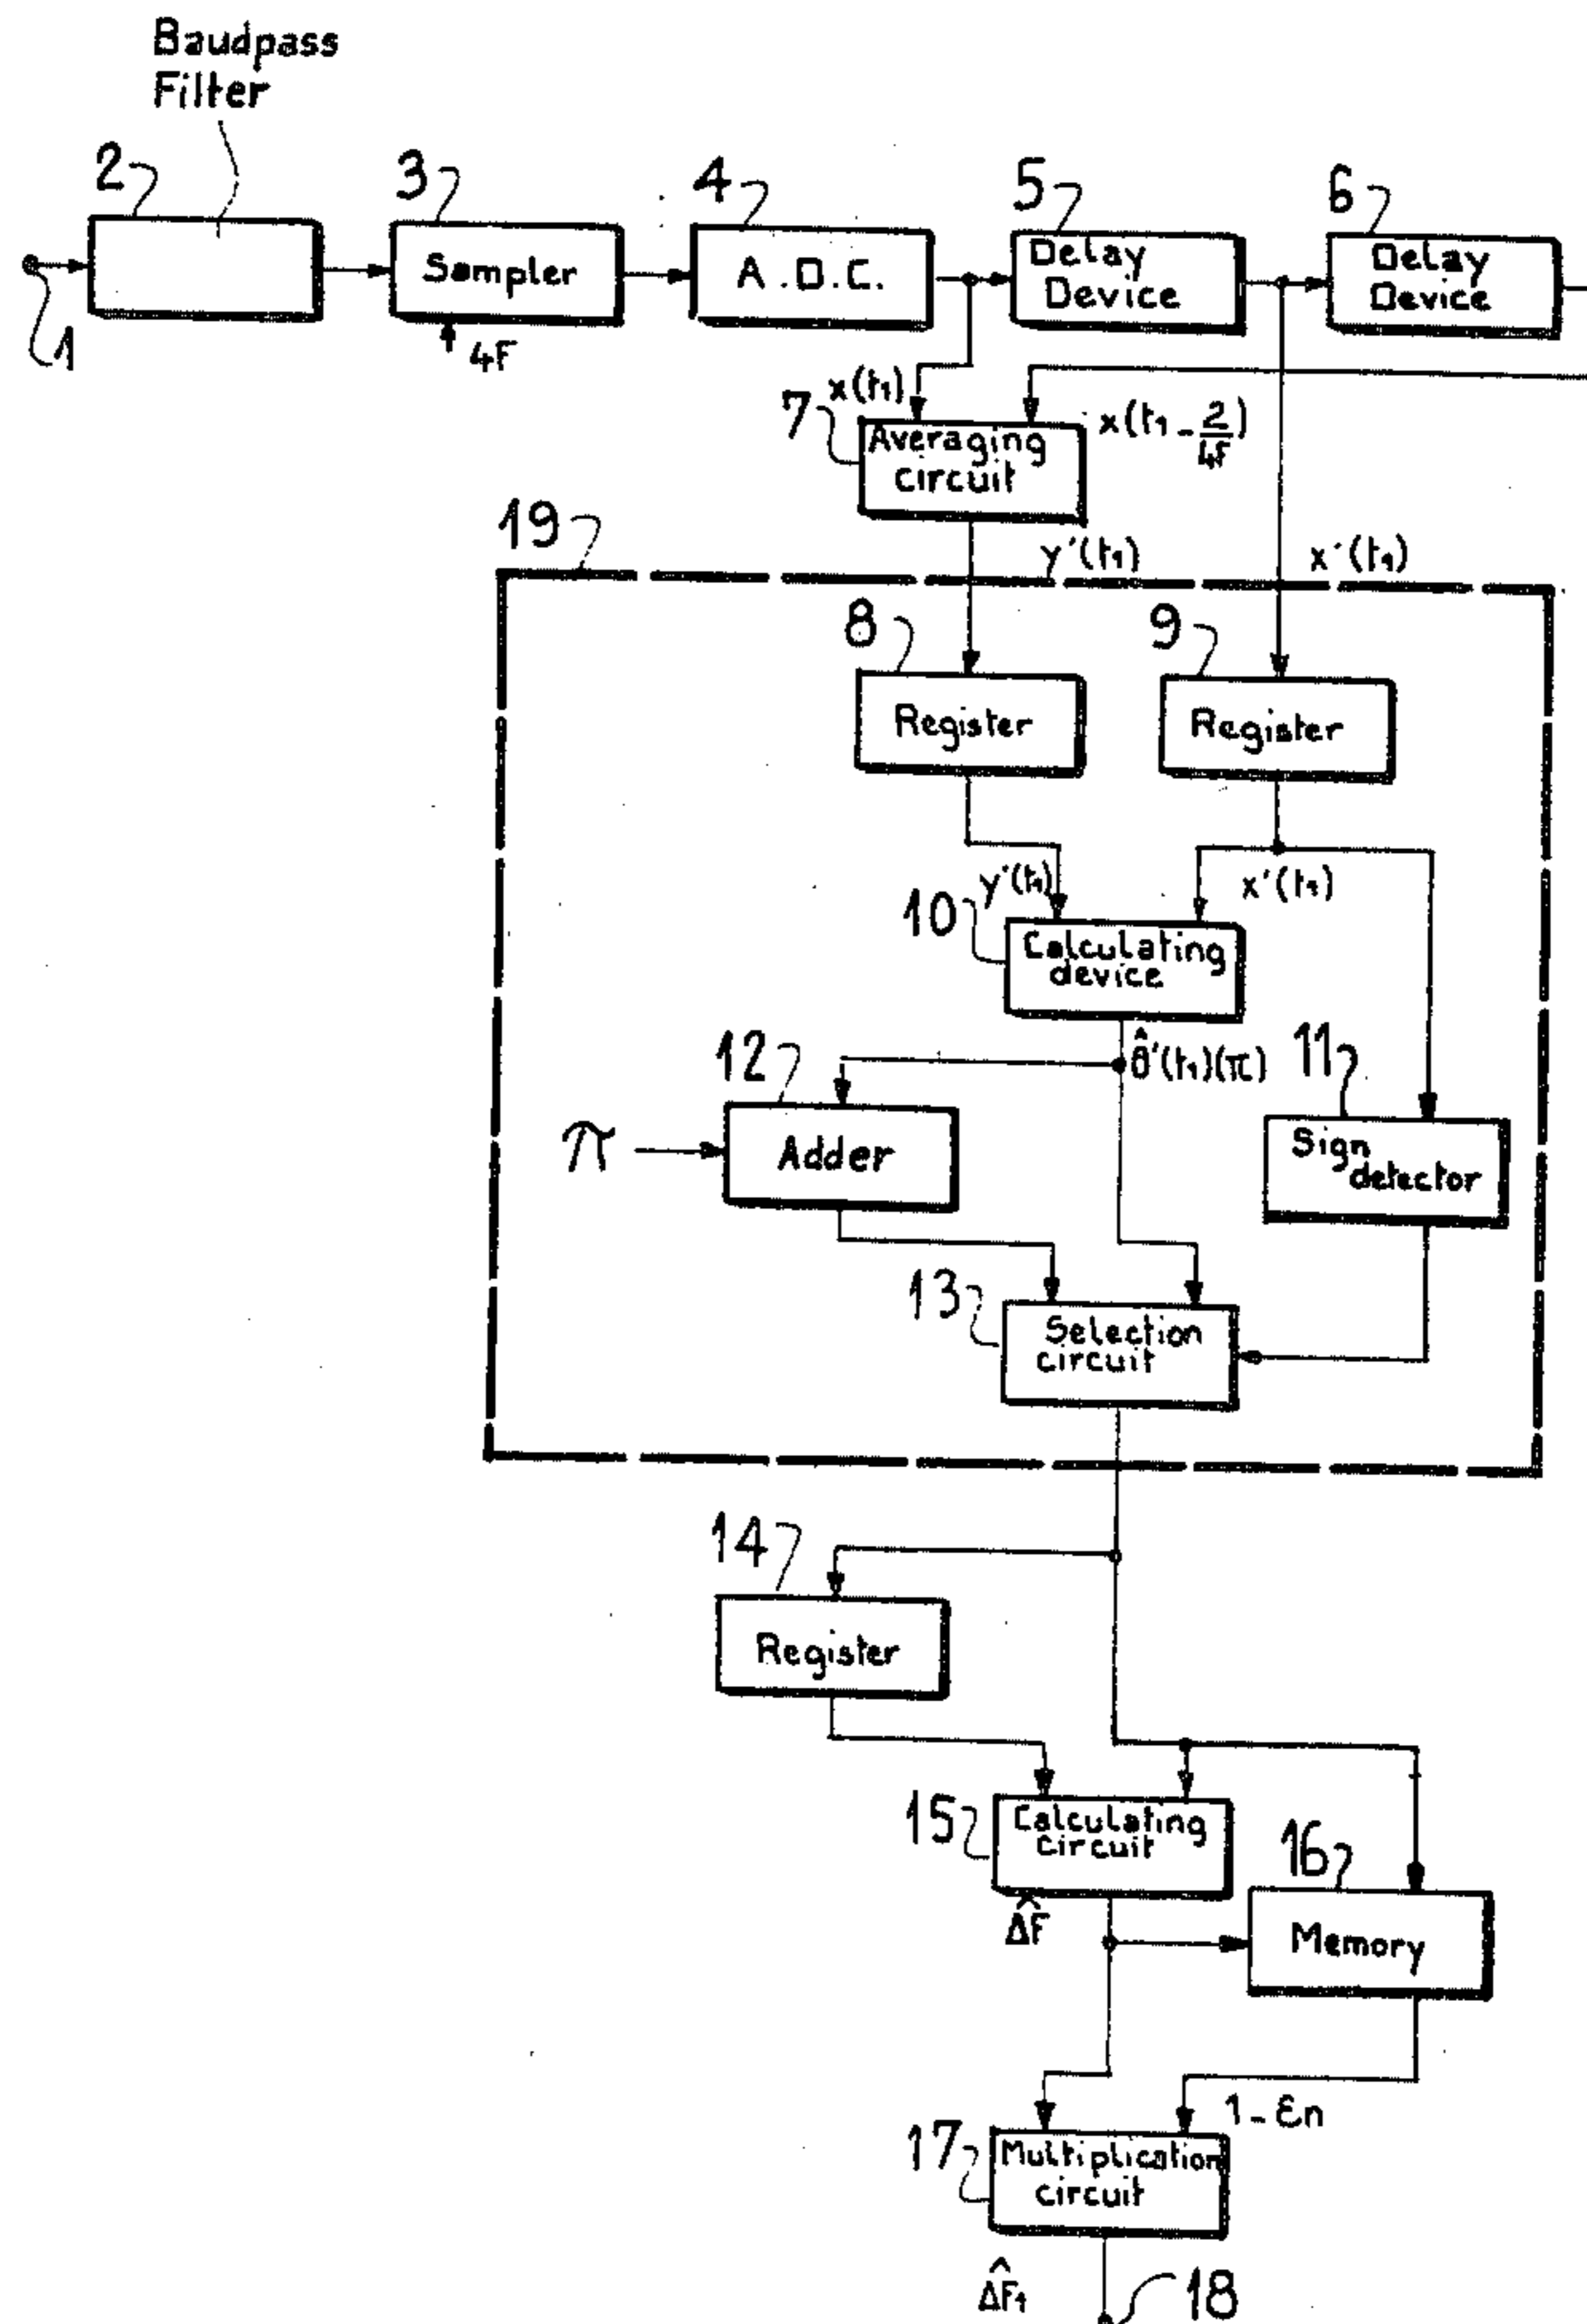 Baudpass
Filter
2
3
4
5
6
Sampler
A.D.C.
Delay
Device
Delay
Device
1
4F
x(t₁)
x(t₁ - 2/4F)
7
Averaging
circuit
19
y'(t₁)
x'(t₁)
8
9
Register
Register
y'(t₁)
x'(t₁)
10
Calculating
device
12
θ̂'(t₁)(π)
11
π
Adder
Sign
detector
13
Selection
circuit
14
Register
15
Calculating
circuit
16
ΔF̂
Memory
1-εn
17
Multiplication
circuit
ΔF̂₁
18